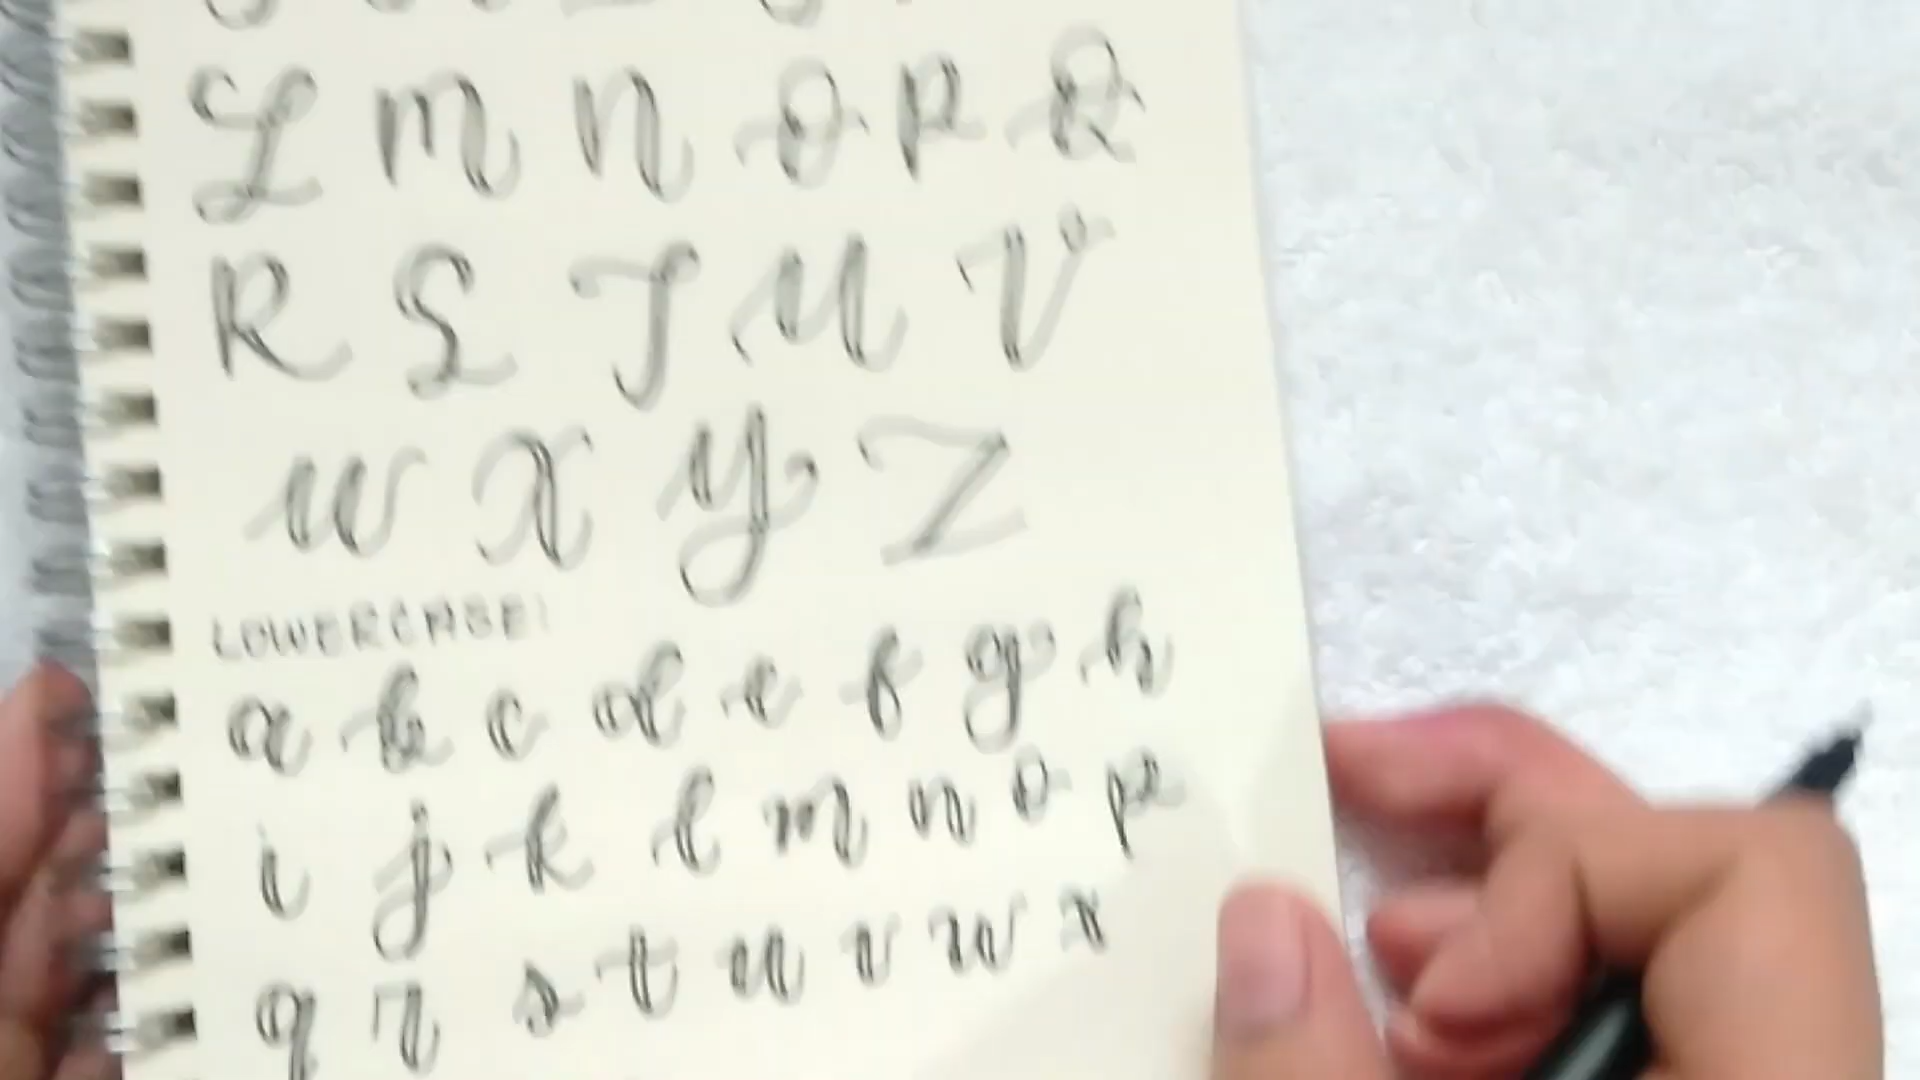 L M N O P Q
R S T U V
W X Y Z
LOWERCASE:
a b c d e f g h
i j k l m n o p
q r s t u v w x